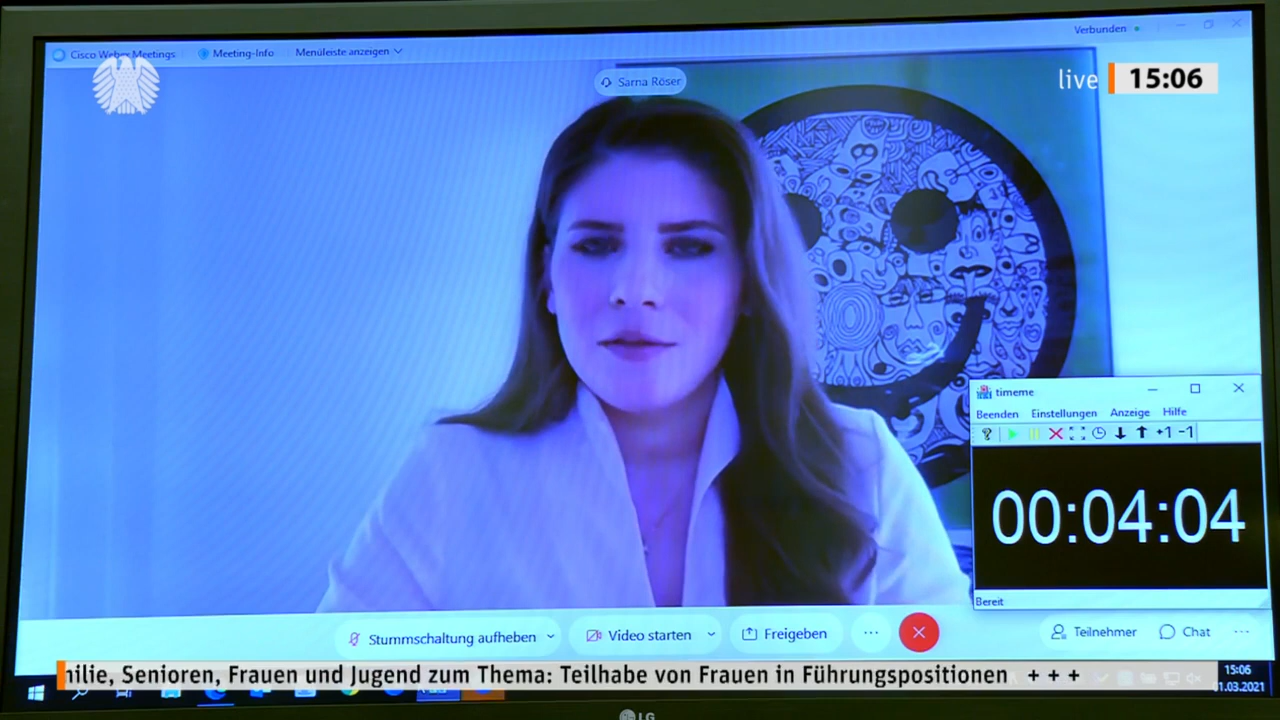 Cisco Webex Meetings Meeting-Info Menüleiste anzeigen Verbunden
Sarna Röser
live 15:06
timeme
Beenden Einstellungen Anzeige Hilfe
+1 -1
00:04:04
Bereit
Stummschaltung aufheben Video starten Freigeben Teilnehmer Chat
nilie, Senioren, Frauen und Jugend zum Thema: Teilhabe von Frauen in Führungspositionen + + +
15:06
01.03.2021
LG